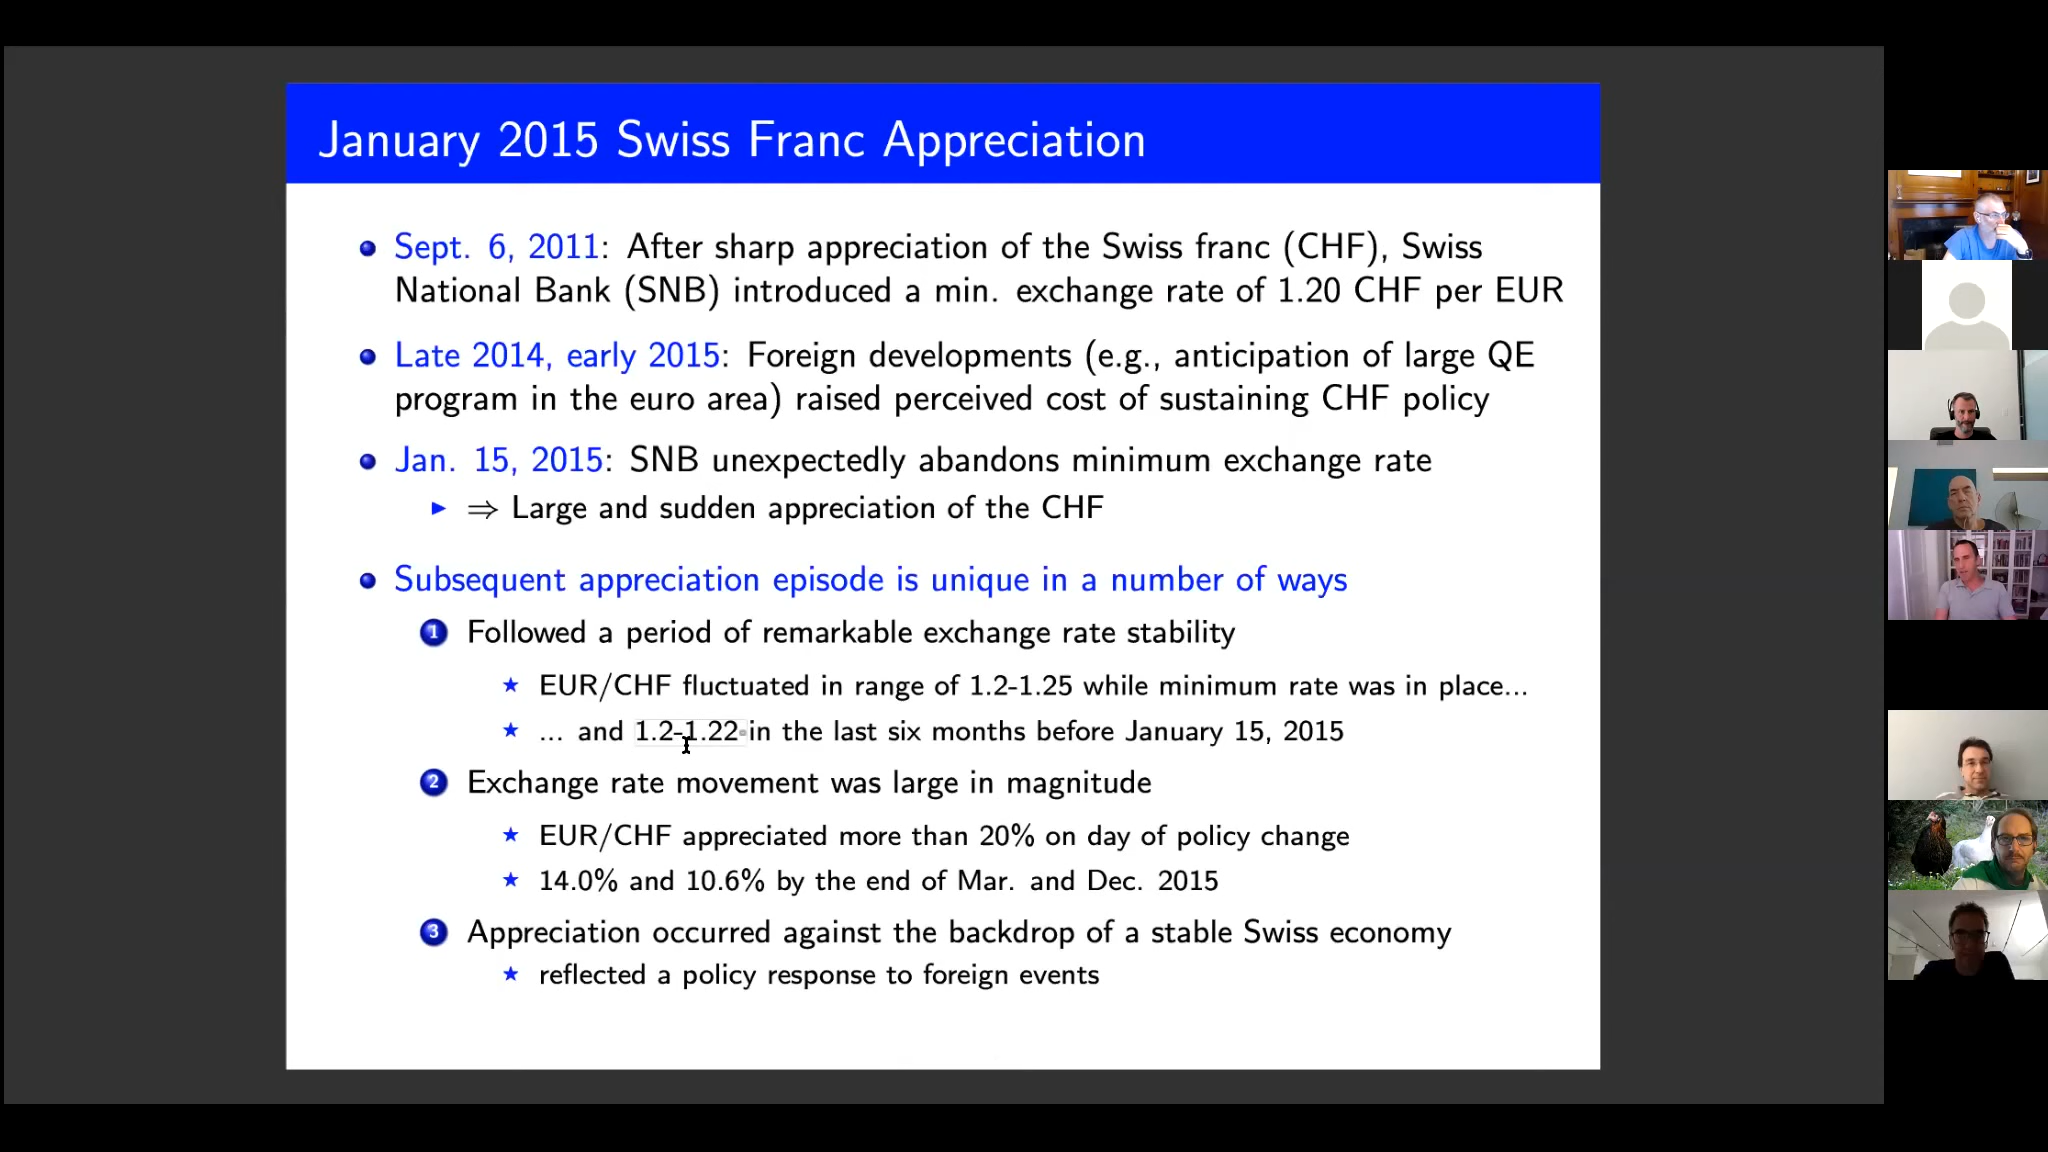 January 2015 Swiss Franc Appreciation
Sept. 6, 2011: After sharp appreciation of the Swiss franc (CHF), Swiss
National Bank (SNB) introduced a min. exchange rate of 1.20 CHF per EUR
Late 2014, early 2015: Foreign developments (e.g., anticipation of large QE
program in the euro area) raised perceived cost of sustaining CHF policy
Jan. 15, 2015: SNB unexpectedly abandons minimum exchange rate
⇒ Large and sudden appreciation of the CHF
Subsequent appreciation episode is unique in a number of ways
1 Followed a period of remarkable exchange rate stability
EUR/CHF fluctuated in range of 1.2-1.25 while minimum rate was in place...
... and 1.2-1.22 in the last six months before January 15, 2015
2 Exchange rate movement was large in magnitude
EUR/CHF appreciated more than 20% on day of policy change
14.0% and 10.6% by the end of Mar. and Dec. 2015
3 Appreciation occurred against the backdrop of a stable Swiss economy
reflected a policy response to foreign events